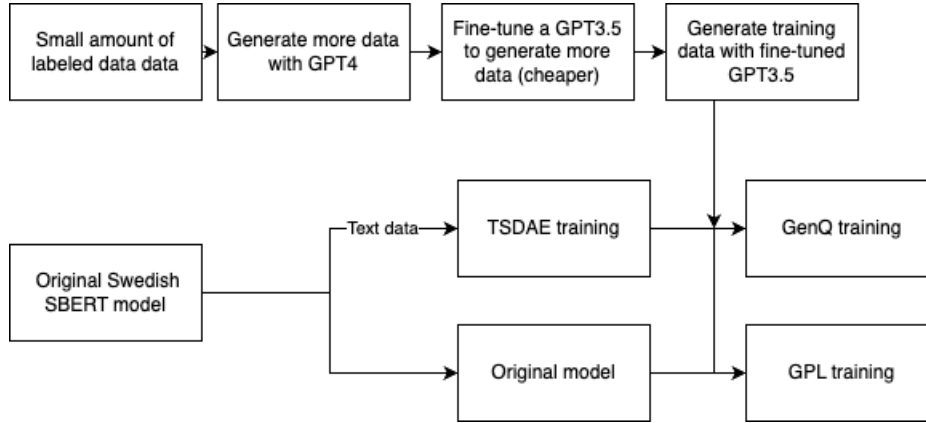 Small amount of
labeled data data
Generate more data
with GPT4
Fine-tune a GPT3.5
to generate more
data (cheaper)
Generate training
data with fine-tuned
GPT3.5
Text data
TSDAE training
GenQ training
Original Swedish
SBERT model
Original model
GPL training